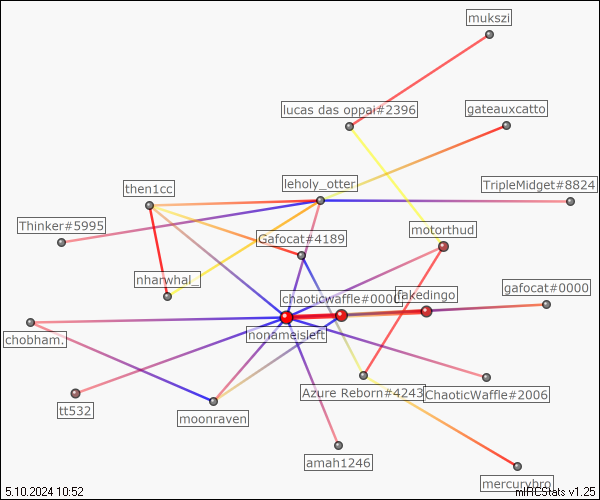 mukszi
lucas das oppai#2396
gateauxcatto
then1cc
leholy_otter
TripleMidget#8824
Thinker#5995
Gafocat#4189
motorthud
nharwhal_
chaoticwaffle#0000
fakedingo
gafocat#0000
chobham.
nonameisleft
tt532
moonraven
Azure Reborn#4243
ChaoticWaffle#2006
amah1246
mercurybro
5.10.2024 10:52
mIRCStats v1.25